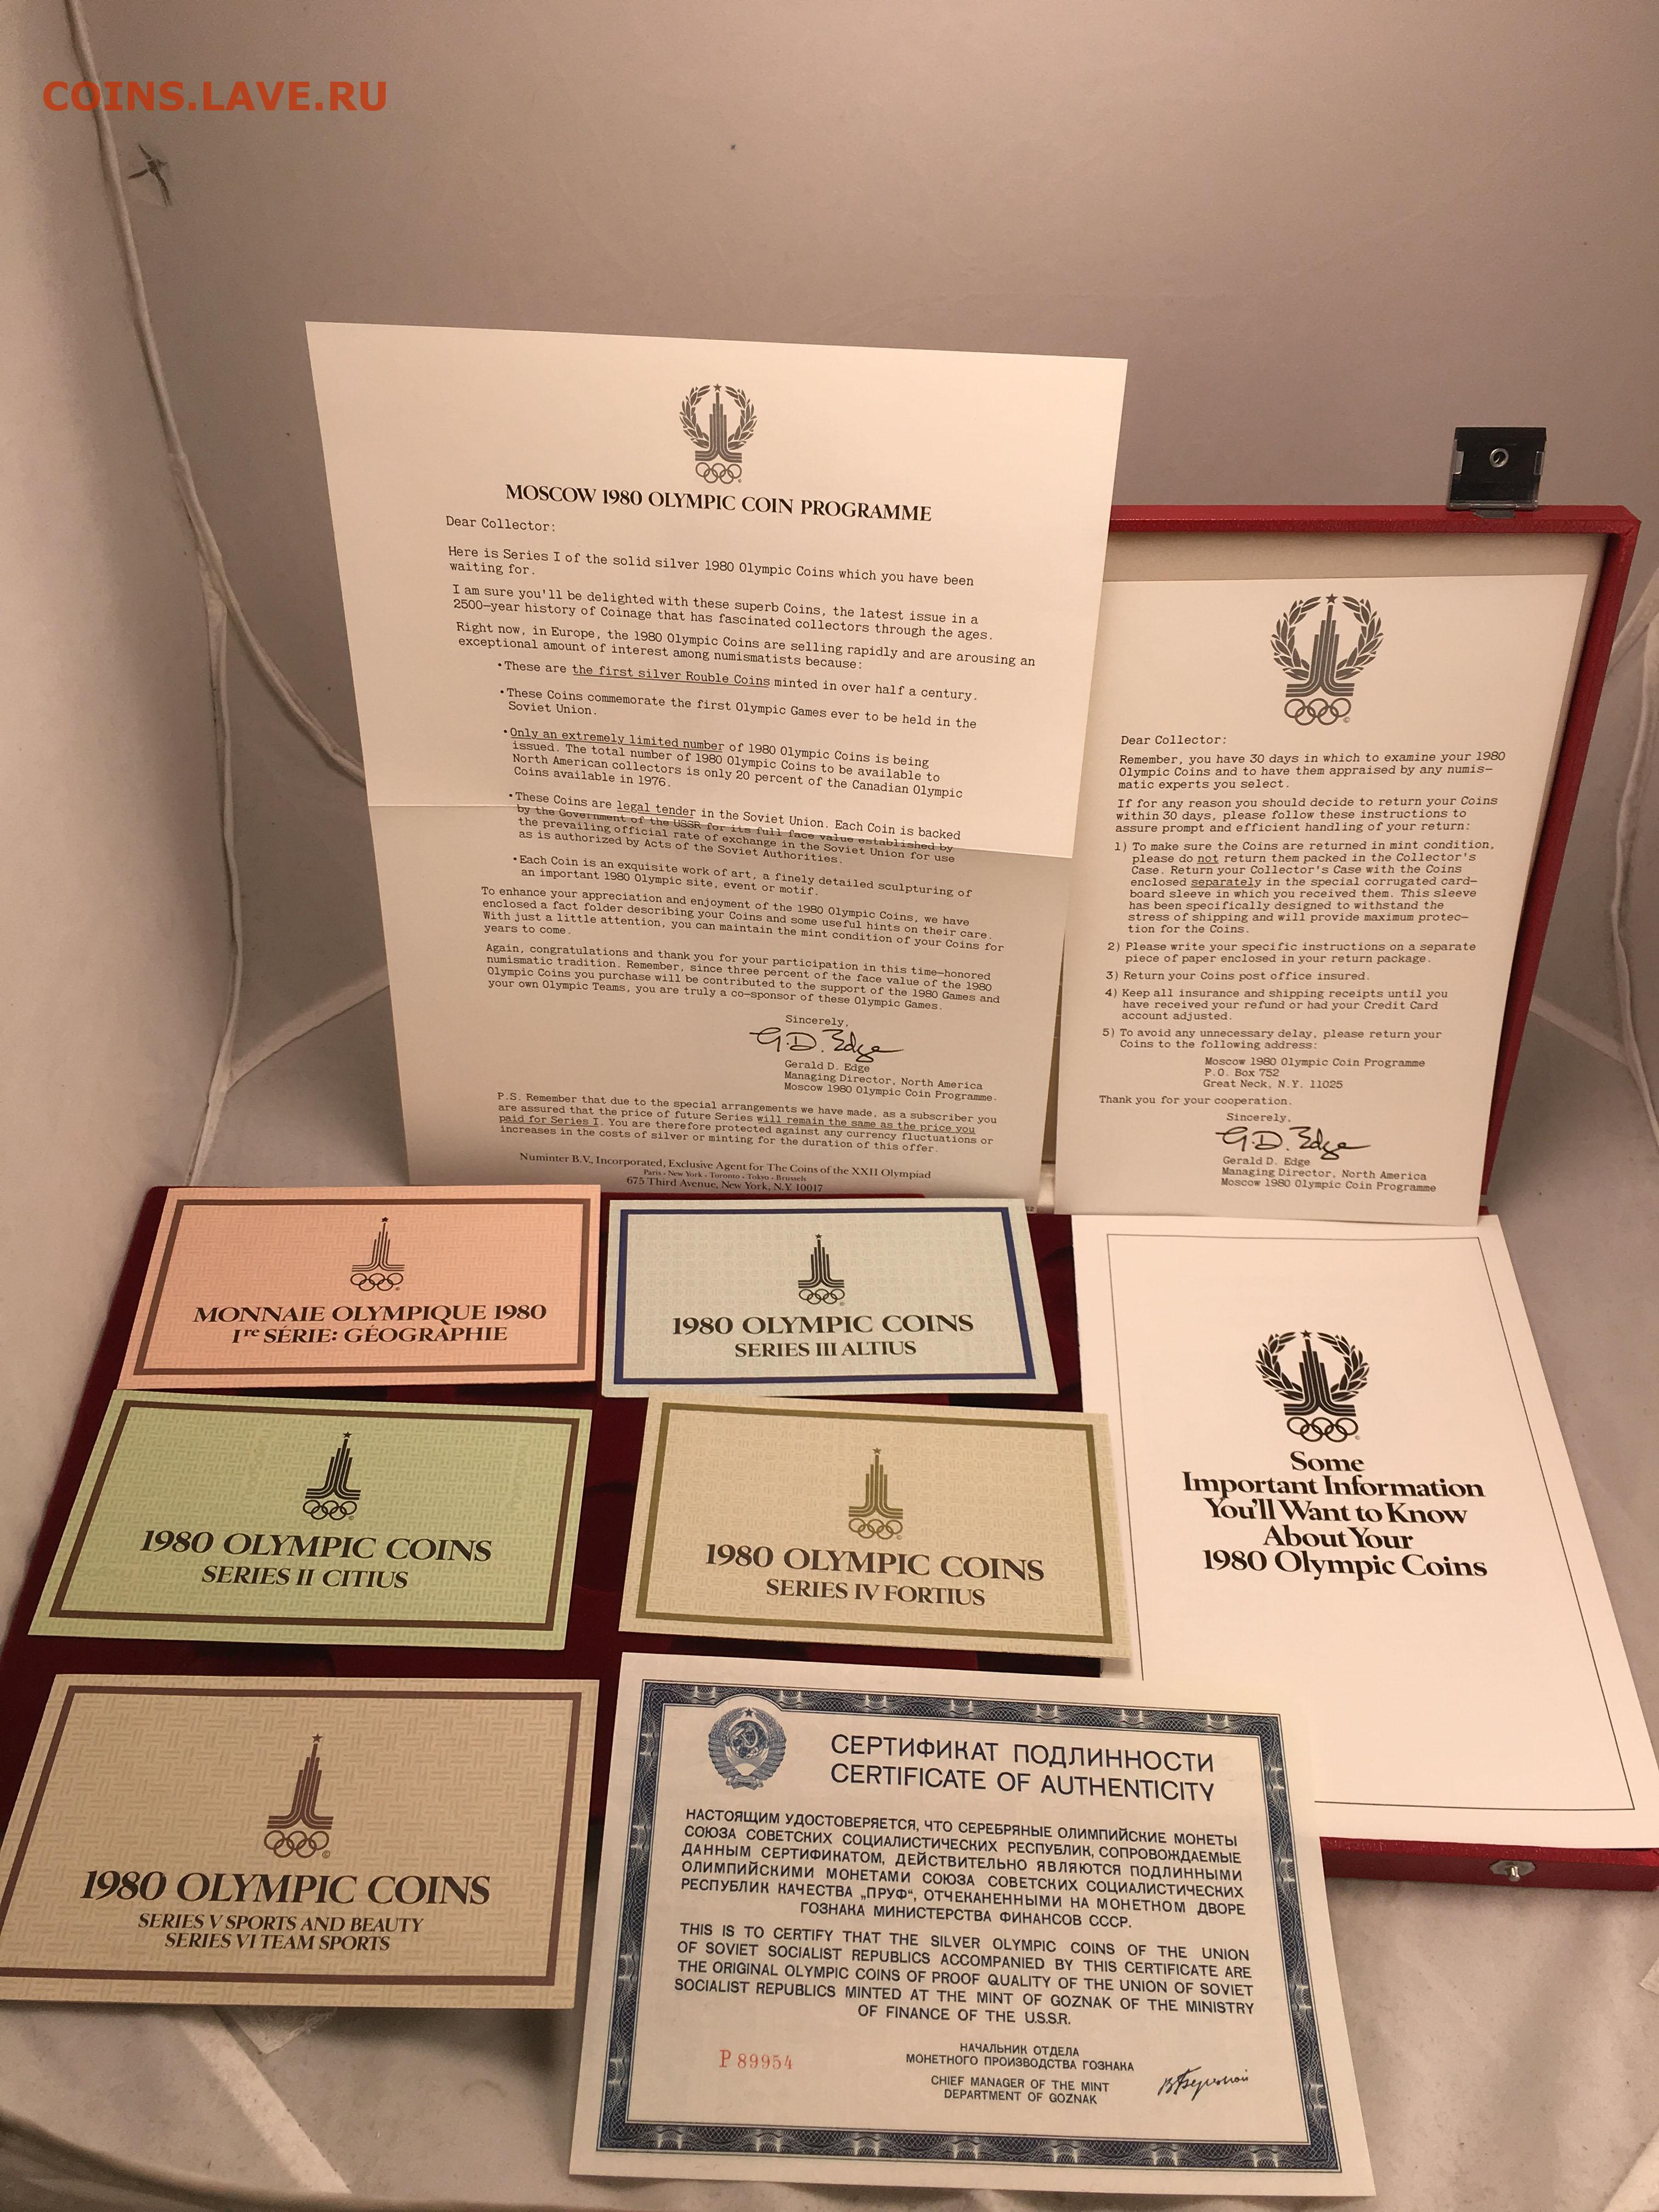 COINS.LAVE.RU
MOSCOW 1980 OLYMPIC COIN PROGRAMME
Dear Collector:
Here is Series I of the solid silver 1980 Olympic Coins which you have been
waiting for.
I am sure you'll be delighted with these superb Coins, the latest issue in a
2500-year history of Coinage that has fascinated collectors through the ages.
Right now, in Europe, the 1980 Olympic Coins are selling rapidly and are arousing an
exceptional amount of interest among numismatists because:
•These are the first silver Rouble Coins minted in over half a century.
•These Coins commemorate the first Olympic Games ever to be held in the
Soviet Union.
•Only an extremely limited number of 1980 Olympic Coins is being
issued. The total number of 1980 Olympic Coins to be available to
North American collectors is only 20 percent of the Canadian Olympic
Coins available in 1976.
•These Coins are legal tender in the Soviet Union. Each Coin is backed
by the Government of the USSR for its full face value established by
the prevailing official rate of exchange in the Soviet Union for use
as is authorized by Acts of the Soviet Authorities.
•Each Coin is an exquisite work of art, a finely detailed sculpturing of
an important 1980 Olympic site, event or motif.
To enhance your appreciation and enjoyment of the 1980 Olympic Coins, we have
enclosed a fact folder describing your Coins and some useful hints on their care.
With just a little attention, you can maintain the mint condition of your Coins for
years to come.
Again, congratulations and thank you for your participation in this time-honored
numismatic tradition. Remember, since three percent of the face value of the 1980
Olympic Coins you purchase will be contributed to the support of the 1980 Games and
your own Olympic Teams, you are truly a co-sponsor of these Olympic Games.
Sincerely,
G.D. Edge
Gerald D. Edge
Managing Director, North America
Moscow 1980 Olympic Coin Programme.
P.S. Remember that due to the special arrangements we have made, as a subscriber you
are assured that the price of future Series will remain the same as the price you
paid for Series I. You are therefore protected against any currency fluctuations or
increases in the costs of silver or minting for the duration of this offer.
Numinter B.V., Incorporated, Exclusive Agent for The Coins of the XXII Olympiad
Paris - New York - Toronto - Tokyo - Brussels
675 Third Avenue, New York, N.Y. 10017
Dear Collector:
Remember, you have 30 days in which to examine your 1980
Olympic Coins and to have them appraised by any numis-
matic experts you select.
If for any reason you should decide to return your Coins
within 30 days, please follow these instructions to
assure prompt and efficient handling of your return:
1) To make sure the Coins are returned in mint condition,
please do not return them packed in the Collector's
Case. Return your Collector's Case with the Coins
enclosed separately in the special corrugated card-
board sleeve in which you received them. This sleeve
has been specifically designed to withstand the
stress of shipping and will provide maximum protec-
tion for the Coins.
2) Please write your specific instructions on a separate
piece of paper enclosed in your return package.
3) Return your Coins post office insured.
4) Keep all insurance and shipping receipts until you
have received your refund or had your Credit Card
account adjusted.
5) To avoid any unnecessary delay, please return your
Coins to the following address:
Moscow 1980 Olympic Coin Programme
P.O. Box 752
Great Neck, N.Y. 11025
Thank you for your cooperation.
Sincerely,
G.D. Edge
Gerald D. Edge
Managing Director, North America
Moscow 1980 Olympic Coin Programme
MONNAIE OLYMPIQUE 1980
Ire SÉRIE: GÉOGRAPHIE
1980 OLYMPIC COINS
SERIES III ALTIUS
1980 OLYMPIC COINS
SERIES II CITIUS
1980 OLYMPIC COINS
SERIES IV FORTIUS
Some
Important Information
You'll Want to Know
About Your
1980 Olympic Coins
1980 OLYMPIC COINS
SERIES V SPORTS AND BEAUTY
SERIES VI TEAM SPORTS
СЕРТИФИКАТ ПОДЛИННОСТИ
CERTIFICATE OF AUTHENTICITY
НАСТОЯЩИМ УДОСТОВЕРЯЕТСЯ, ЧТО СЕРЕБРЯНЫЕ ОЛИМПИЙСКИЕ МОНЕТЫ
СОЮЗА СОВЕТСКИХ СОЦИАЛИСТИЧЕСКИХ РЕСПУБЛИК, СОПРОВОЖДАЕМЫЕ
ДАННЫМ СЕРТИФИКАТОМ, ДЕЙСТВИТЕЛЬНО ЯВЛЯЮТСЯ ПОДЛИННЫМИ
ОЛИМПИЙСКИМИ МОНЕТАМИ СОЮЗА СОВЕТСКИХ СОЦИАЛИСТИЧЕСКИХ
РЕСПУБЛИК КАЧЕСТВА „ПРУФ“, ОТЧЕКАНЕННЫМИ НА МОНЕТНОМ ДВОРЕ
ГОЗНАКА МИНИСТЕРСТВА ФИНАНСОВ СССР.
THIS IS TO CERTIFY THAT THE SILVER OLYMPIC COINS OF THE UNION
OF SOVIET SOCIALIST REPUBLICS ACCOMPANIED BY THIS CERTIFICATE ARE
THE ORIGINAL OLYMPIC COINS OF PROOF QUALITY OF THE UNION OF SOVIET
SOCIALIST REPUBLICS MINTED AT THE MINT OF GOZNAK OF THE MINISTRY
OF FINANCE OF THE U.S.S.R.
Р 89954
НАЧАЛЬНИК ОТДЕЛА
МОНЕТНОГО ПРОИЗВОДСТВА ГОЗНАКА
CHIEF MANAGER OF THE MINT
DEPARTMENT OF GOZNAK